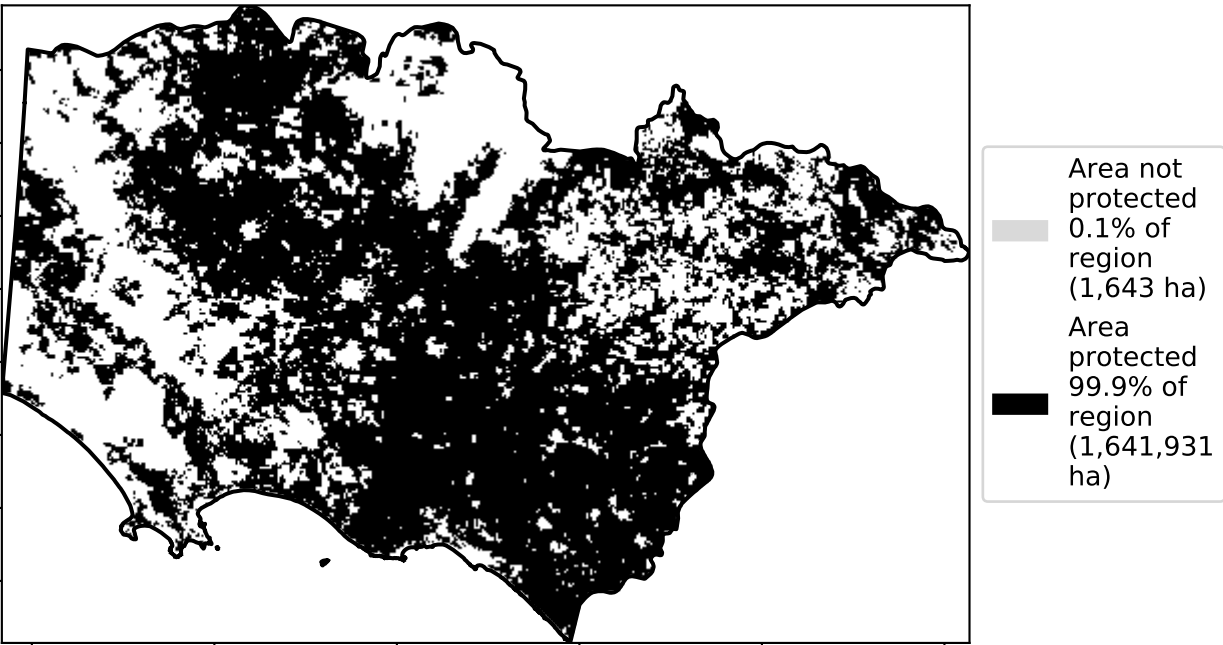 Area not
protected
0.1% of
region
(1,643 ha)
Area
protected
99.9% of
region
(1,641,931
ha)